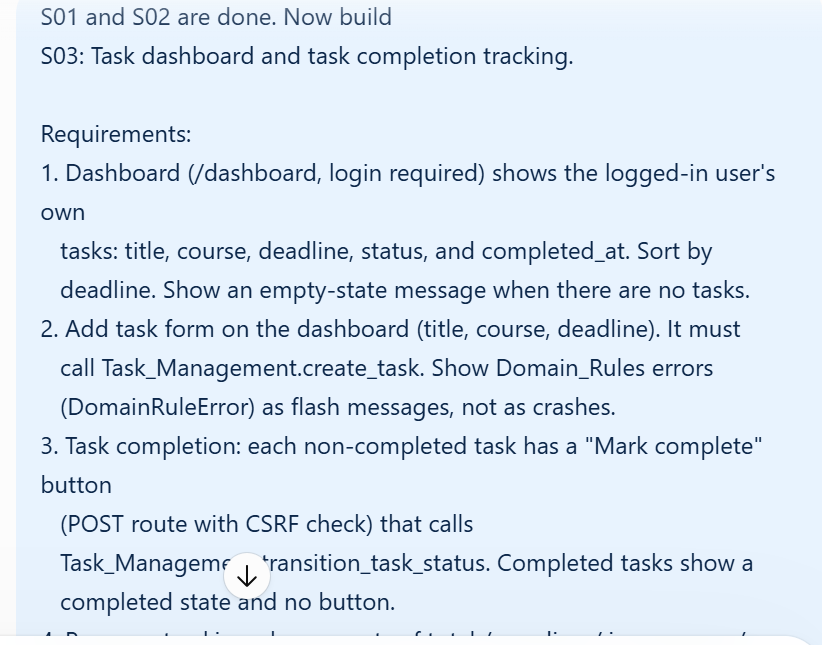 S01 and S02 are done. Now build
S03: Task dashboard and task completion tracking.
Requirements:
1. Dashboard (/dashboard, login required) shows the logged-in user's
own
tasks: title, course, deadline, status, and completed_at. Sort by
deadline. Show an empty-state message when there are no tasks.
2. Add task form on the dashboard (title, course, deadline). It must
call Task_Management.create_task. Show Domain_Rules errors
(DomainRuleError) as flash messages, not as crashes.
3. Task completion: each non-completed task has a "Mark complete"
button
(POST route with CSRF check) that calls
transition_task_status. Completed tasks show a
completed state and no button.